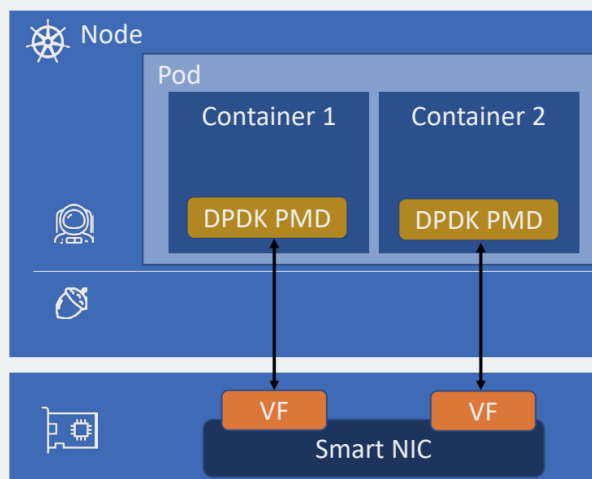 Node
Pod
Container 1
Container 2
DPDK PMD
DPDK PMD
VF
VF
Smart NIC